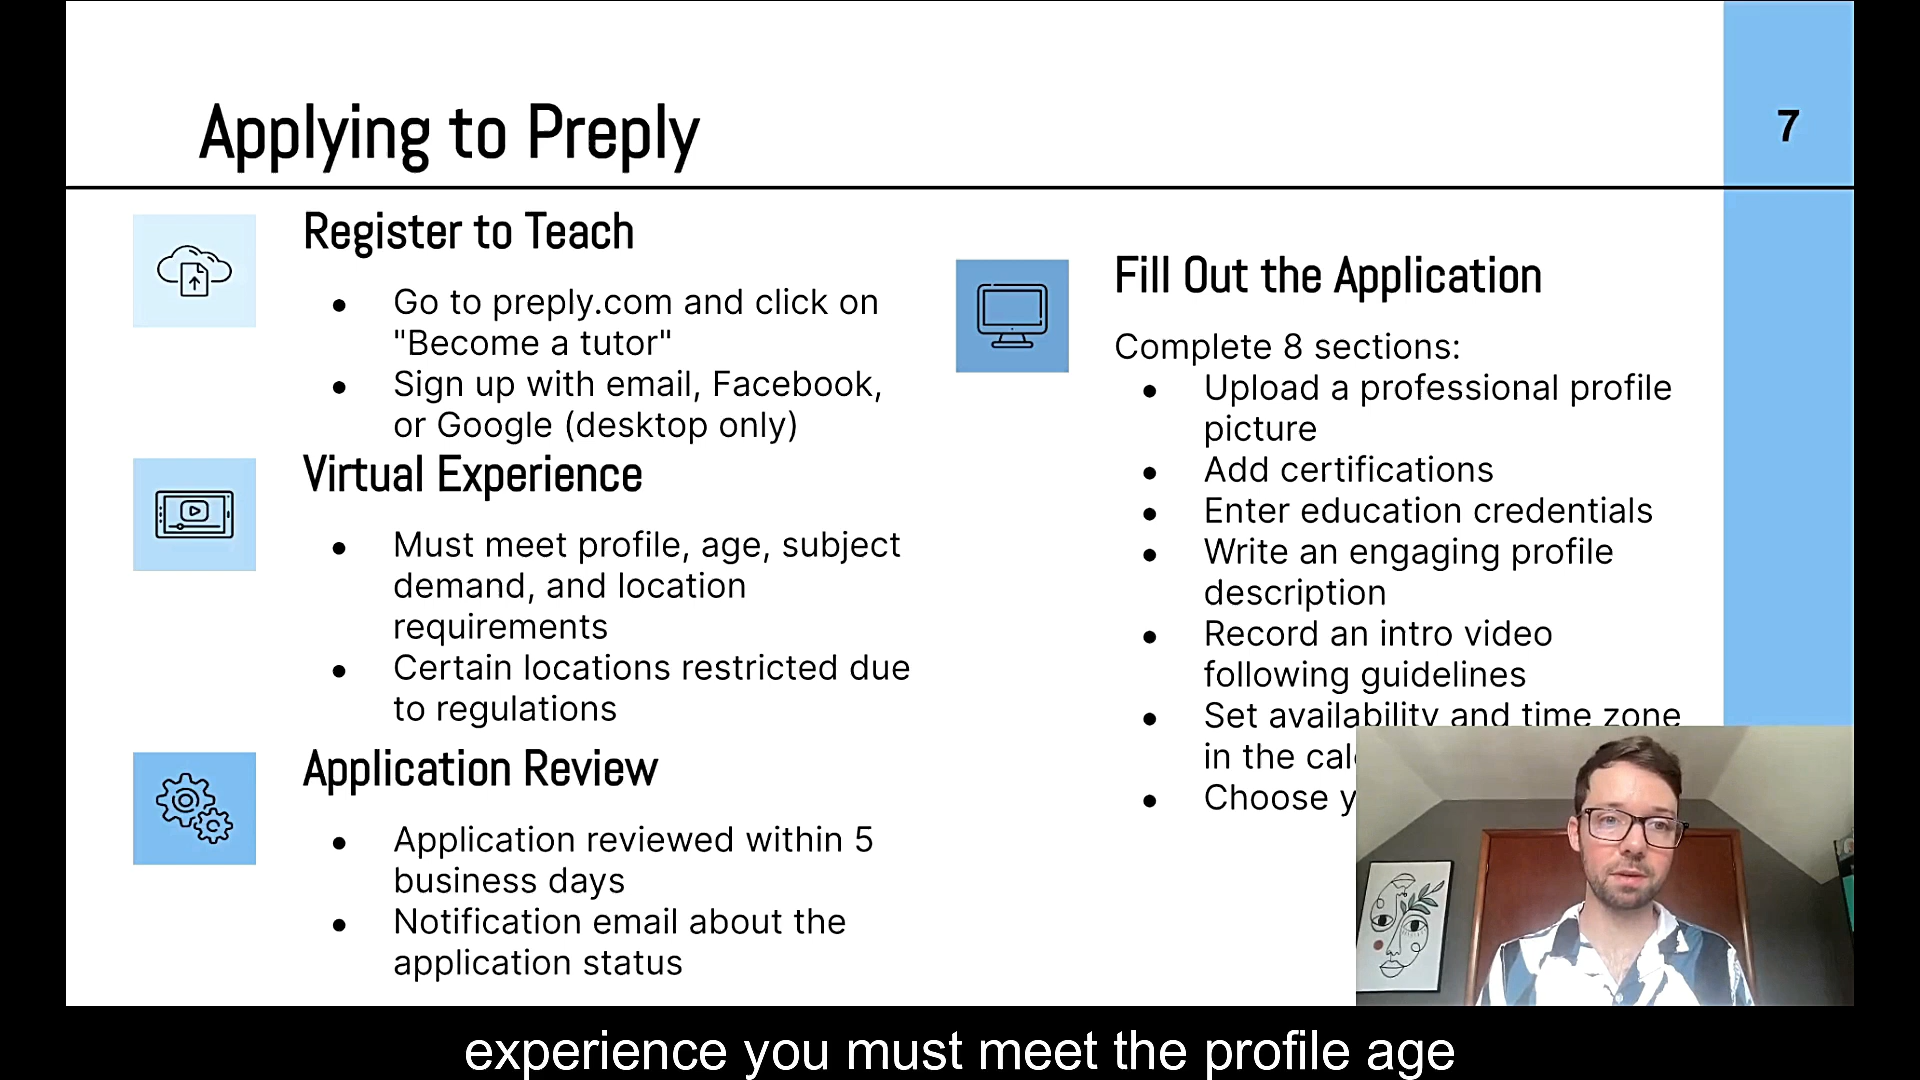 Applying to Preply
7
Register to Teach
● Go to preply.com and click on
"Become a tutor"
● Sign up with email, Facebook,
or Google (desktop only)
Virtual Experience
● Must meet profile, age, subject
demand, and location
requirements
● Certain locations restricted due
to regulations
Application Review
● Application reviewed within 5
business days
● Notification email about the
application status
Fill Out the Application
Complete 8 sections:
● Upload a professional profile
picture
● Add certifications
● Enter education credentials
● Write an engaging profile
description
● Record an intro video
following guidelines
● Set availability and time zone
in the
● Choose
experience you must meet the profile age